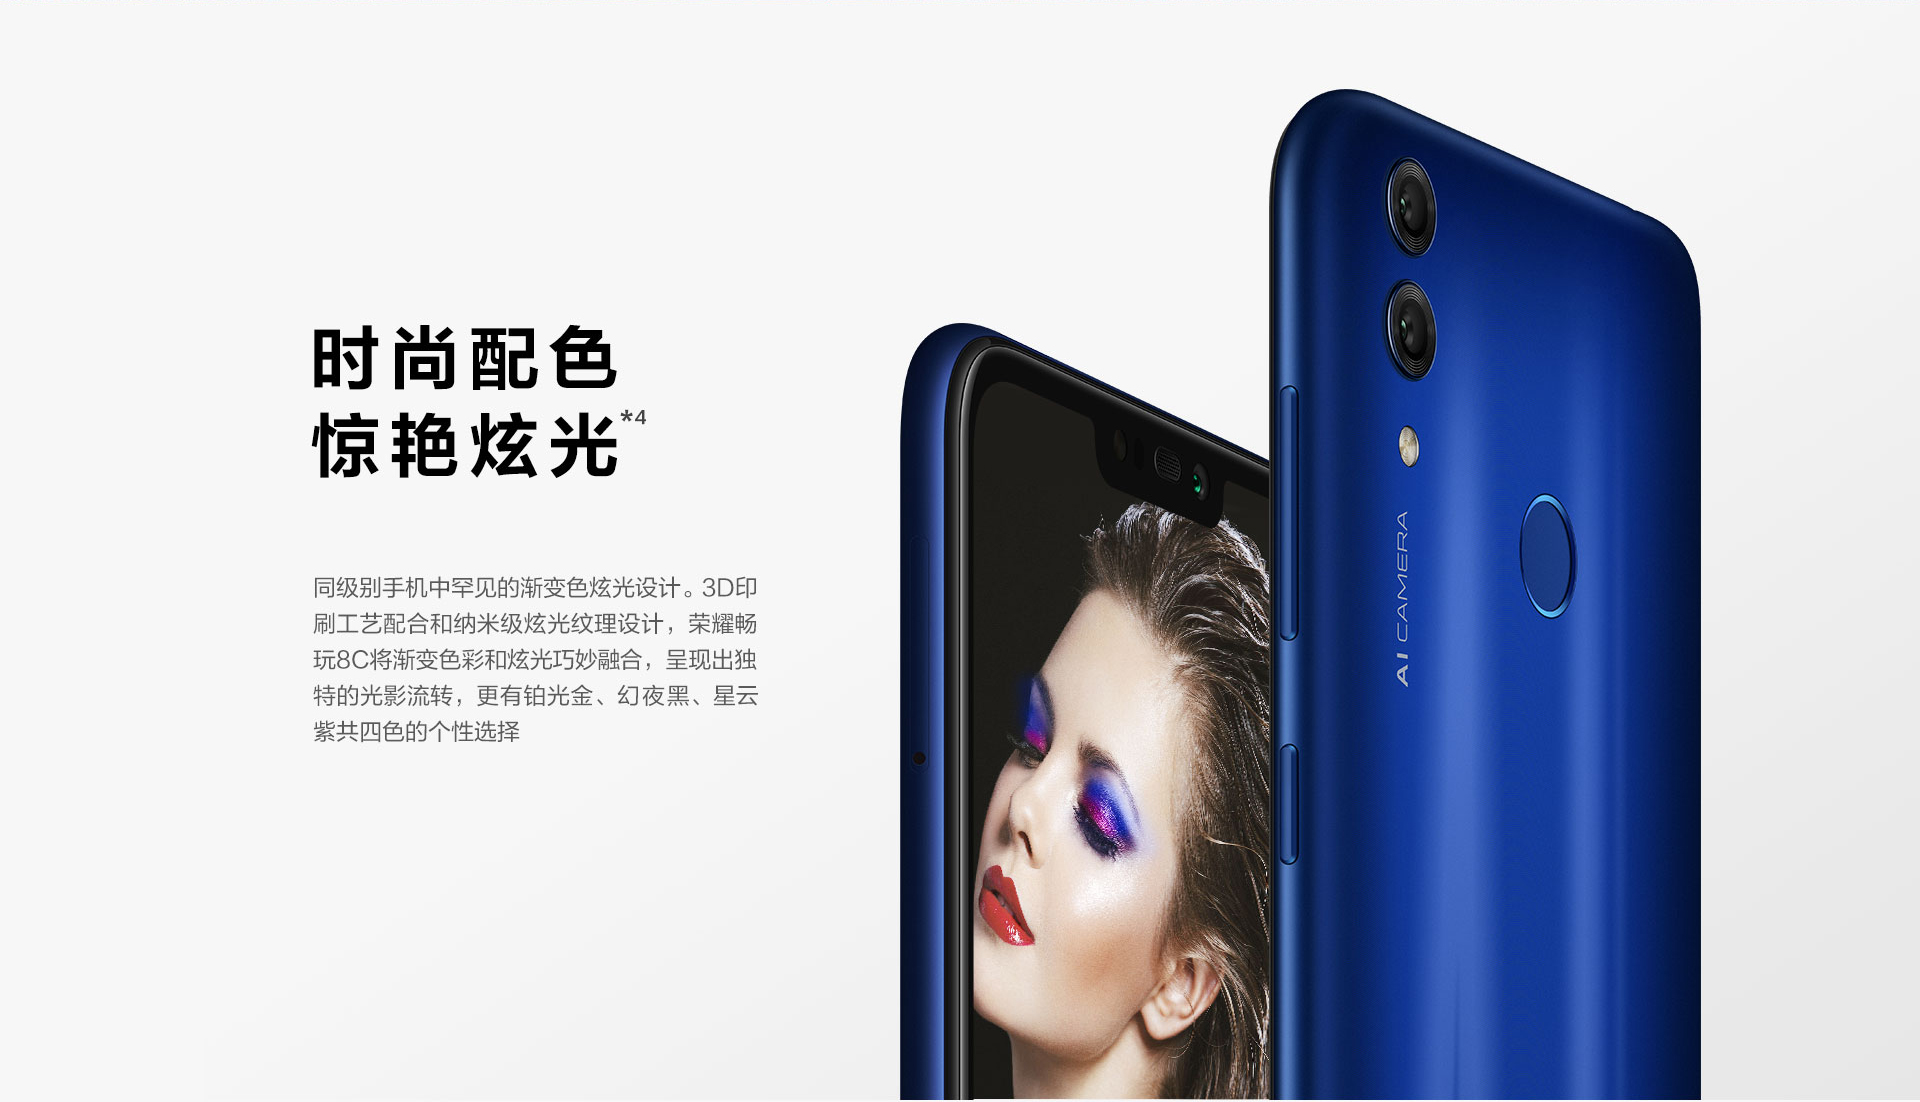 时尚配色
惊艳炫光*4
同级别手机中罕见的渐变色炫光设计。3D印
刷工艺配合和纳米级炫光纹理设计，荣耀畅
玩8C将渐变色彩和炫光巧妙融合，呈现出独
特的光影流转，更有铂光金、幻夜黑、星云
紫共四色的个性选择
AI CAMERA